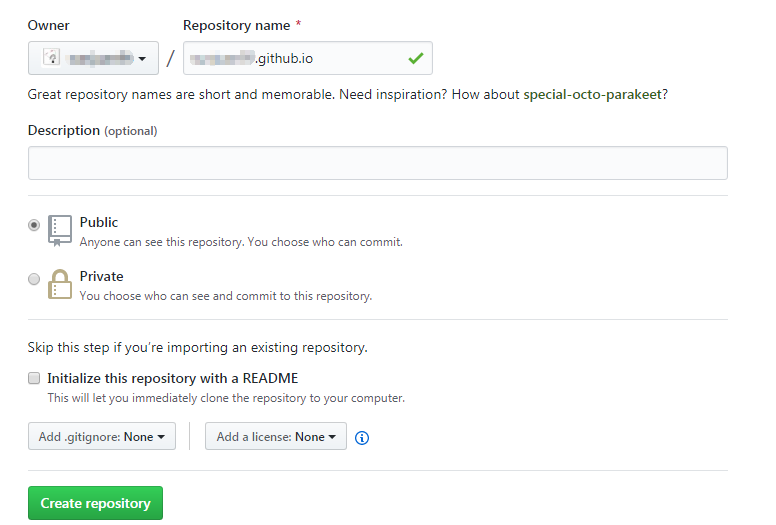 Owner
Repository name *
/
.github.io
Great repository names are short and memorable. Need inspiration? How about special-octo-parakeet?
Description (optional)
Public
Anyone can see this repository. You choose who can commit.
Private
You choose who can see and commit to this repository.
Skip this step if you’re importing an existing repository.
Initialize this repository with a README
This will let you immediately clone the repository to your computer.
Add .gitignore: None
Add a license: None
Create repository